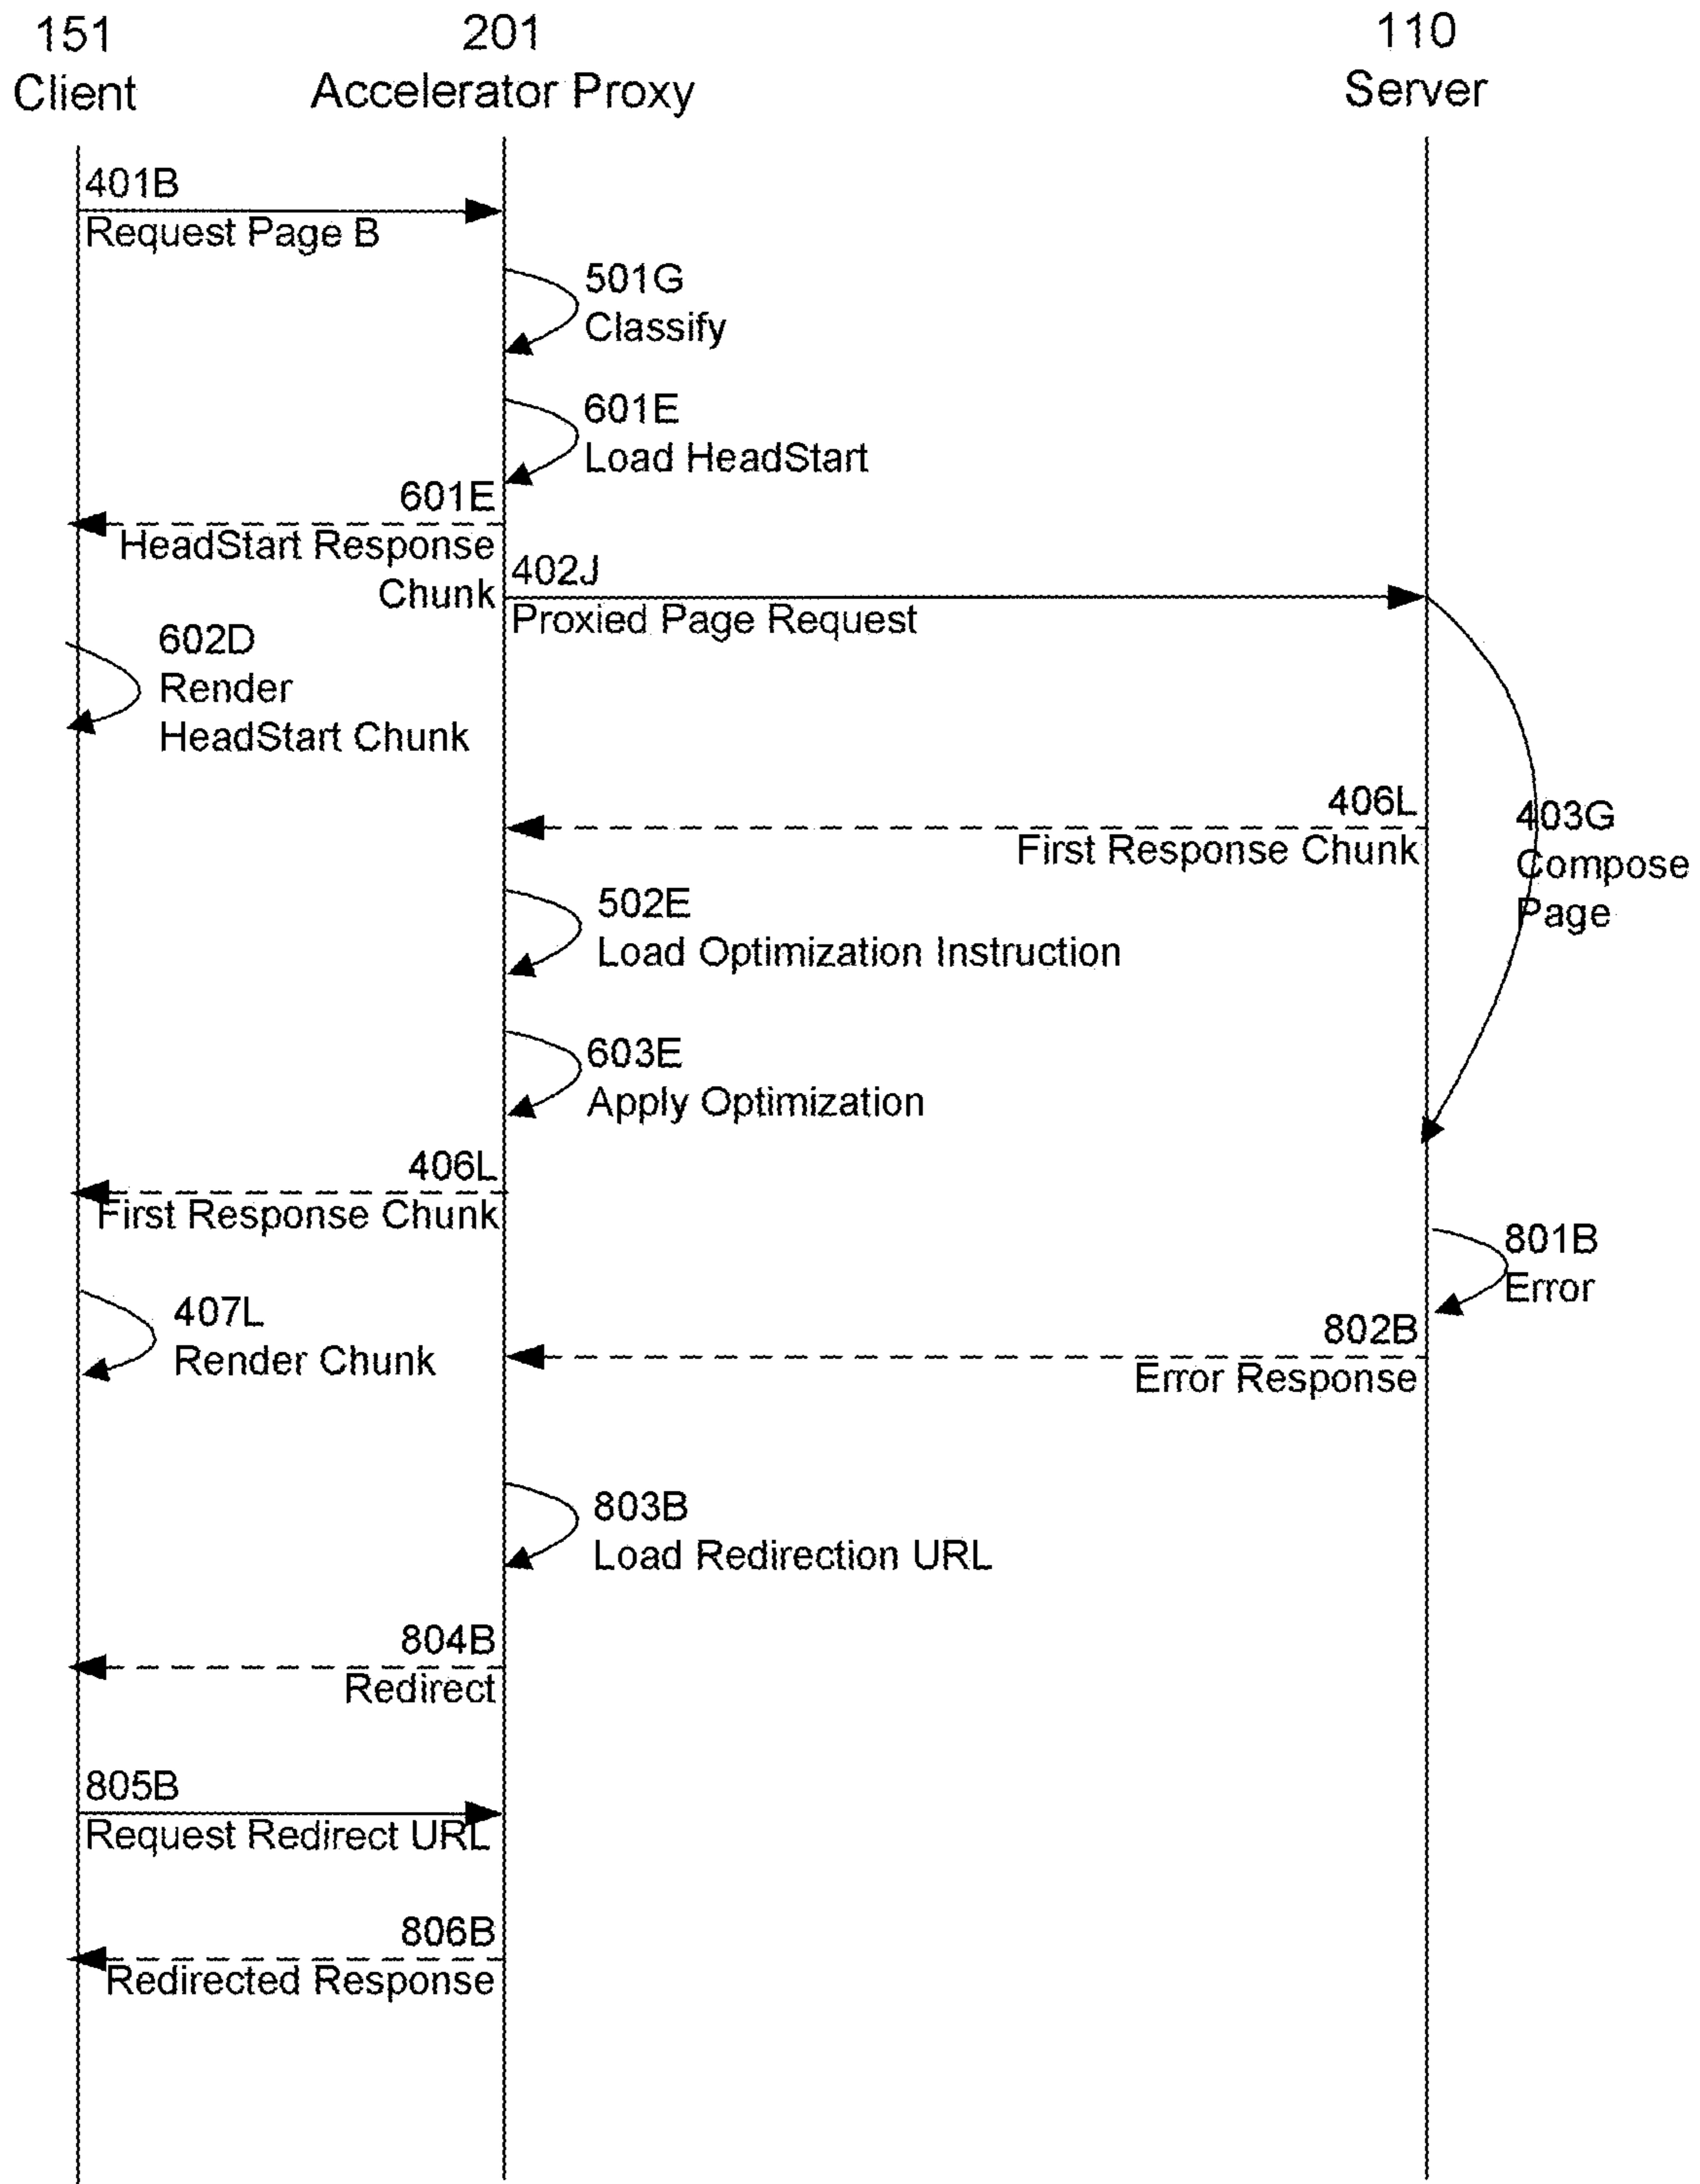 151
Client
201
Accelerator Proxy
110
Server
401B
Request Page B
501G
Classify
601E
Load HeadStart
601E
HeadStart Response
Chunk
402J
Proxied Page Request
602D
Render
HeadStart Chunk
406L
First Response Chunk
403G
Compose
Page
502E
Load Optimization Instruction
603E
Apply Optimization
406L
First Response Chunk
801B
Error
407L
Render Chunk
802B
Error Response
803B
Load Redirection URL
804B
Redirect
805B
Request Redirect URL
806B
Redirected Response